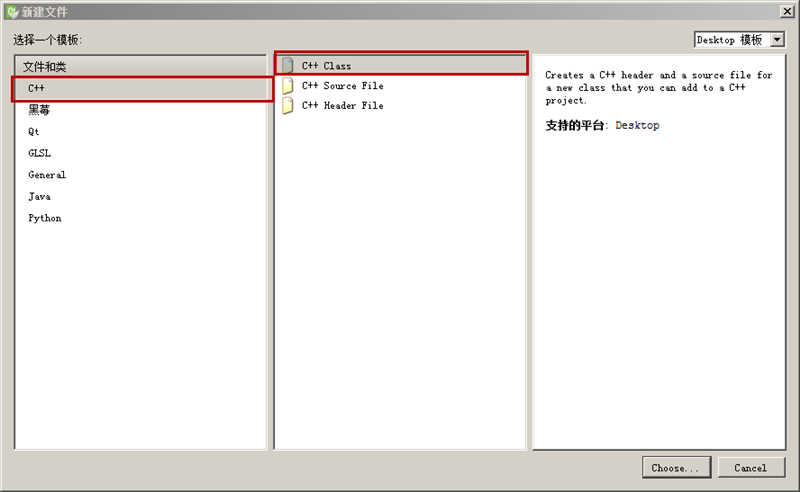 新建文件
选择一个模板:
Desktop 模板
文件和类
C++
黑莓
Qt
GLSL
General
Java
Python
C++ Class
C++ Source File
C++ Header File
Creates a C++ header and a source file for
a new class that you can add to a C++
project.
支持的平台: Desktop
Choose...
Cancel